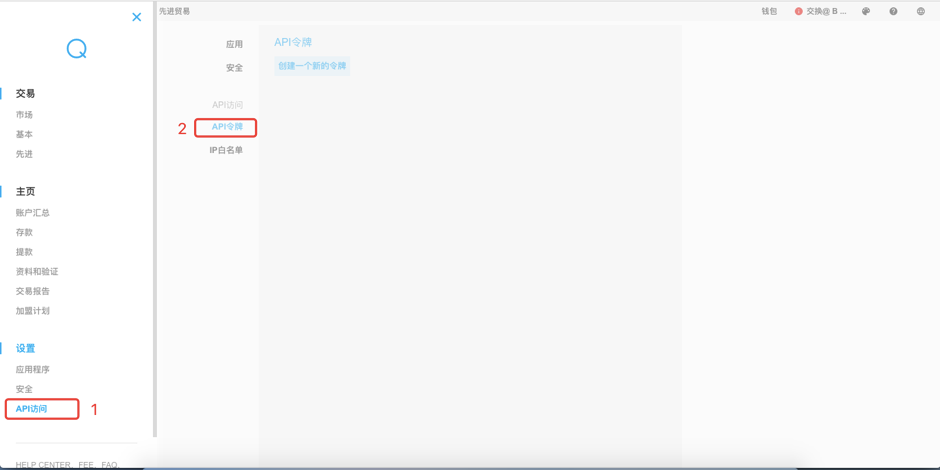 交易
市场
基本
先进
主页
账户汇总
存款
提款
资料和验证
交易报告
加盟计划
设置
应用程序
安全
API访问
1
HELP CENTER、FEE、FAQ、
先进贸易
钱包
交换@ B ...
应用
安全
API访问
2
API令牌
IP白名单
API令牌
创建一个新的令牌